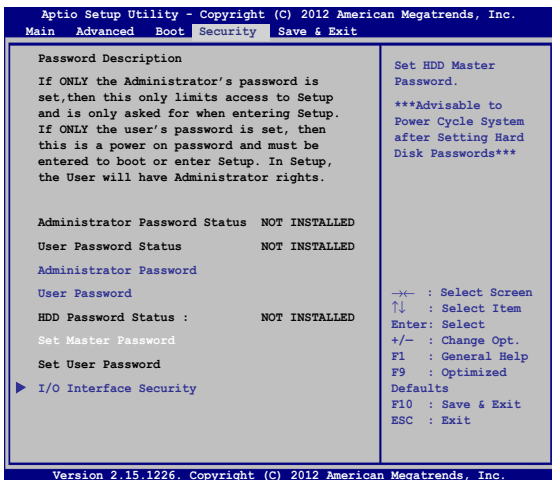 Aptio Setup Utility - Copyright (C) 2012 American Megatrends, Inc.
Main Advanced Boot Security Save & Exit
Password Description
If ONLY the Administrator's password is
set,then this only limits access to Setup
and is only asked for when entering Setup.
If ONLY the user's password is set, then
this is a power on password and must be
entered to boot or enter Setup. In Setup,
the User will have Administrator rights.
Administrator Password Status NOT INSTALLED
User Password Status NOT INSTALLED
Administrator Password
User Password
HDD Password Status : NOT INSTALLED
Set Master Password
Set User Password
I/O Interface Security
Set HDD Master
Password.
***Advisable to
Power Cycle System
after Setting Hard
Disk Passwords***
→← : Select Screen
↑↓ : Select Item
Enter: Select
+/— : Change Opt.
F1 : General Help
F9 : Optimized
Defaults
F10 : Save & Exit
ESC : Exit
Version 2.15.1226. Copyright (C) 2012 American Megatrends, Inc.